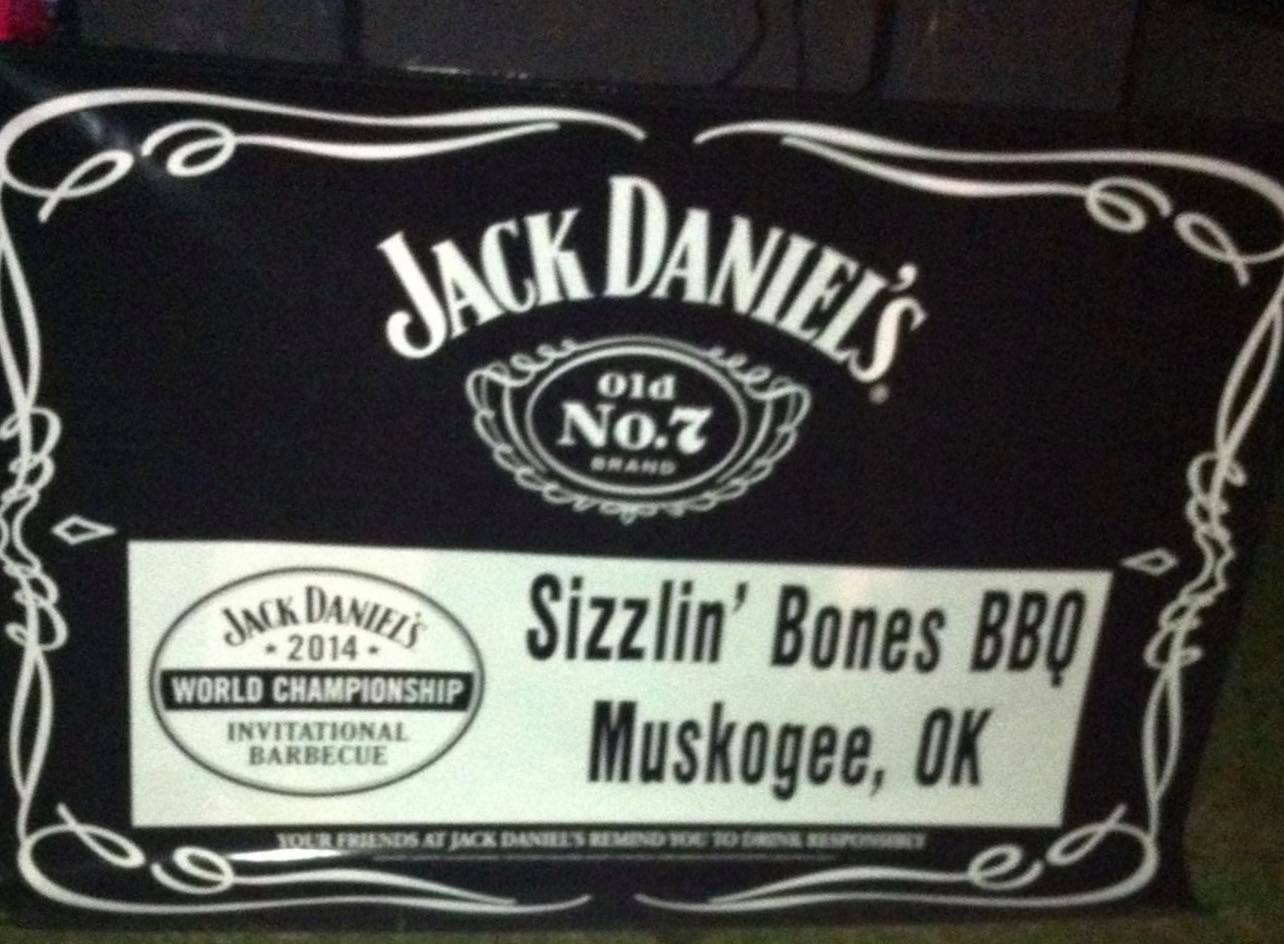 JACK DANIEL'S
Old
No.7
BRAND
JACK DANIEL'S
2014
WORLD CHAMPIONSHIP
INVITATIONAL
BARBECUE
Sizzlin' Bones BBQ
Muskogee, OK
YOUR FRIENDS AT JACK DANIEL'S REMIND YOU TO DRINK RESPONSIBLY